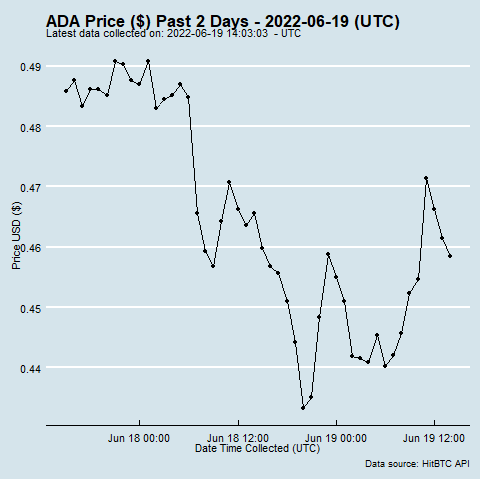 ADA Price ($) Past 2 Days - 2022-06-19 (UTC)
Latest data collected on: 2022-06-19 14:03:03  - UTC
0.49
0.48
0.47
0.46
0.45
0.44
Price USD ($)
Jun 18 00:00
Jun 18 12:00
Jun 19 00:00
Jun 19 12:00
Date Time Collected (UTC)
Data source: HitBTC API